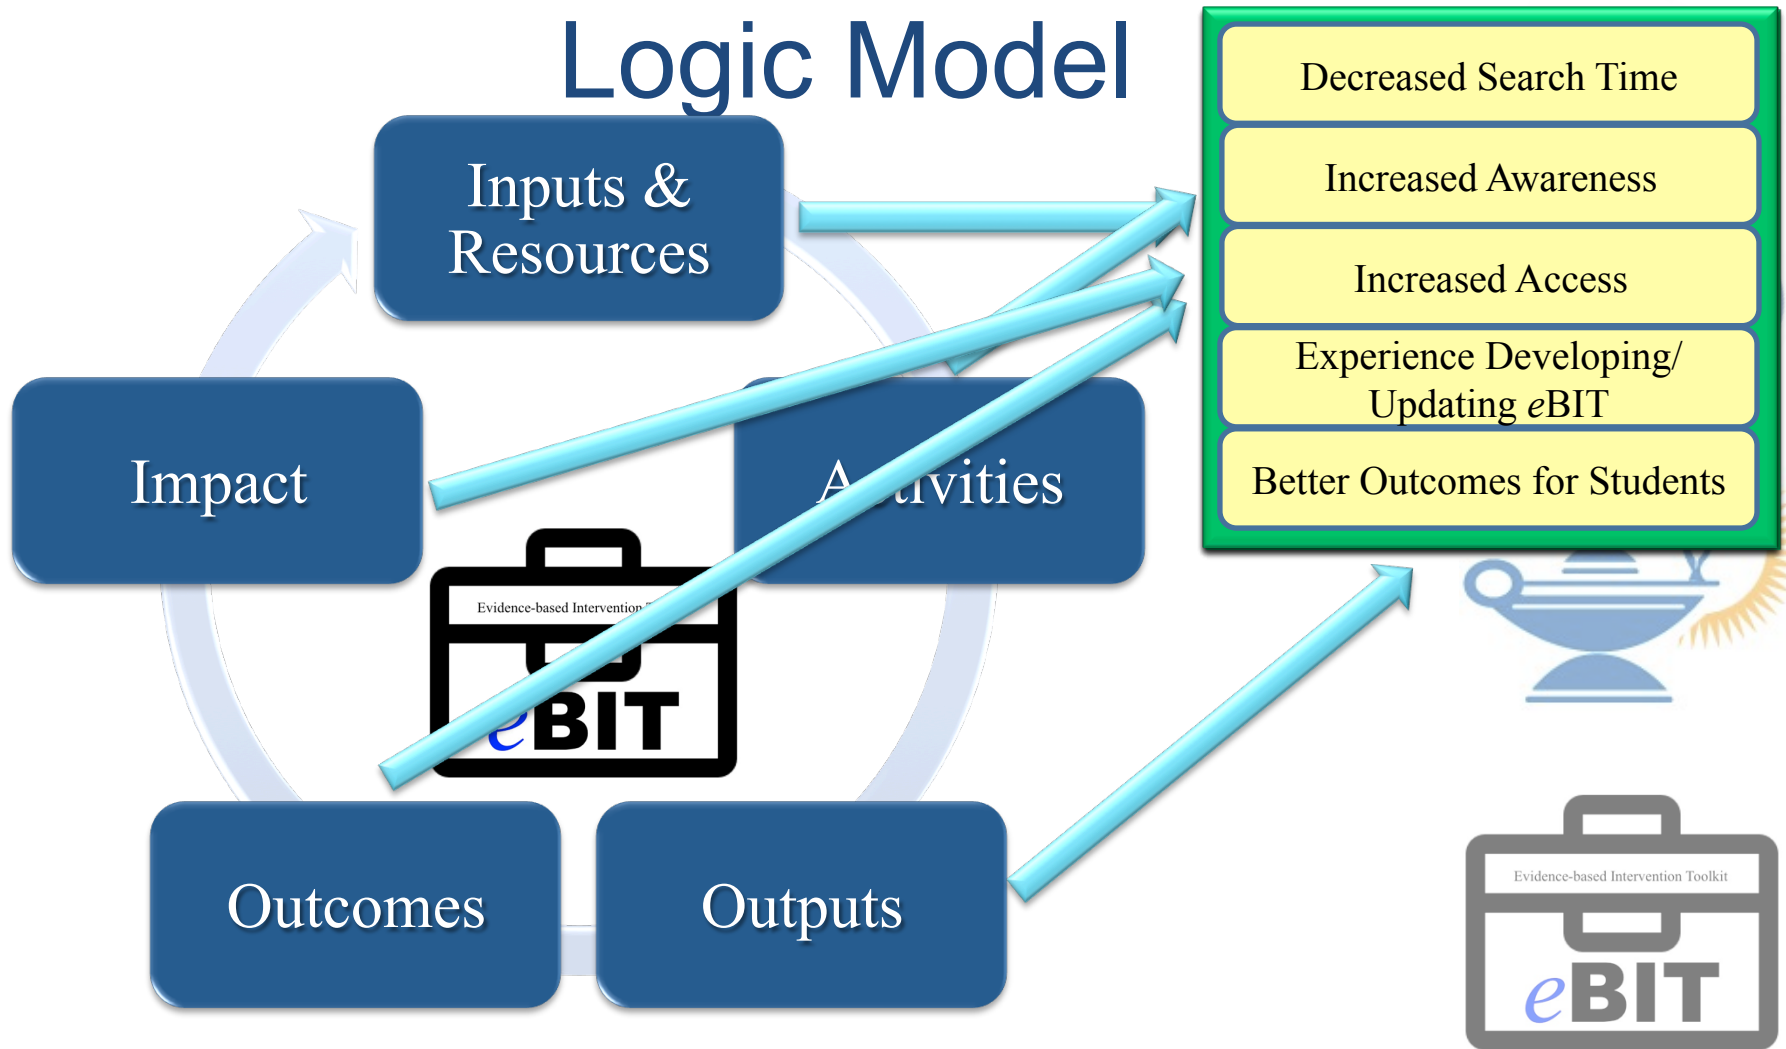 Logic Model
Decreased Search Time
Increased Awareness
Increased Access
Experience Developing/
Updating eBIT
Better Outcomes for Students
Inputs &
Resources
Impact
Activities
Evidence-based Intervention
eBIT
Outcomes
Outputs
Evidence-based Intervention Toolkit
eBIT